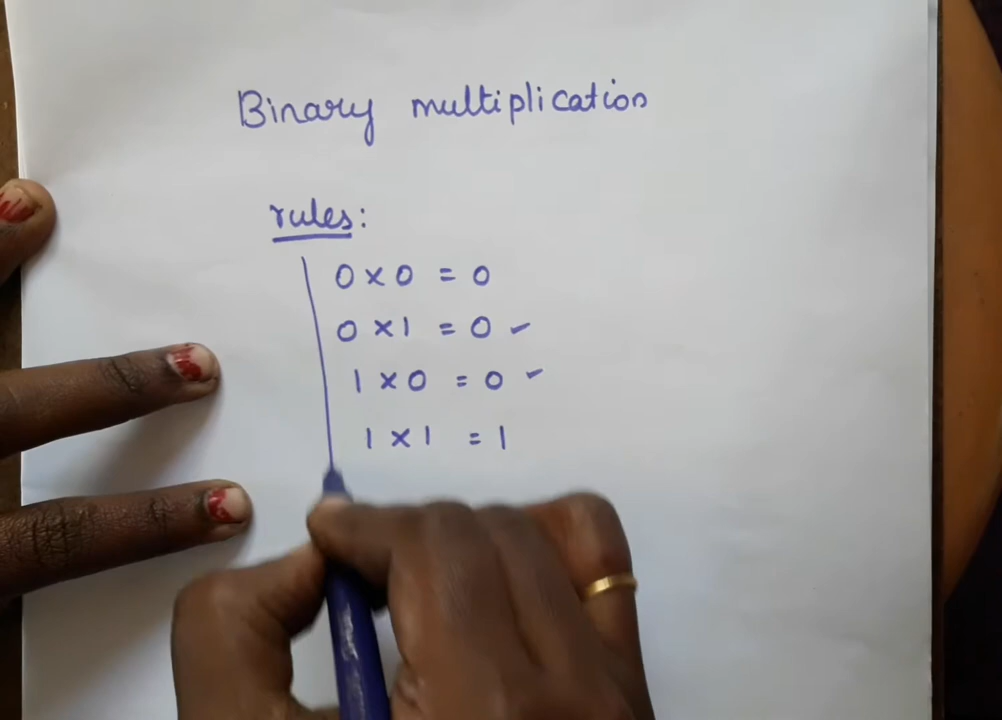 Binary multiplication
rules:
0 × 0 = 0
0 × 1 = 0 ✓
1 × 0 = 0 ✓
1 × 1 = 1